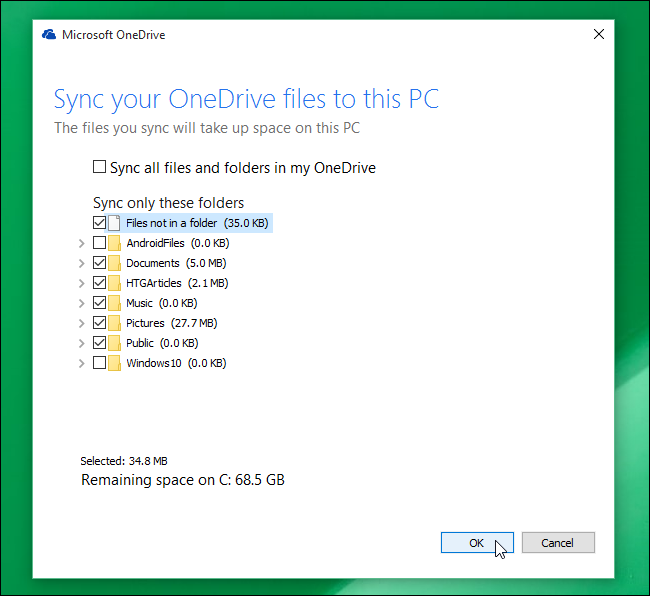 Microsoft OneDrive
Sync your OneDrive files to this PC
The files you sync will take up space on this PC
Sync all files and folders in my OneDrive
Sync only these folders
Files not in a folder (35.0 KB)
AndroidFiles (0.0 KB)
Documents (5.0 MB)
HTGArticles (2.1 MB)
Music (0.0 KB)
Pictures (27.7 MB)
Public (0.0 KB)
Windows10 (0.0 KB)
Selected: 34.8 MB
Remaining space on C: 68.5 GB
OK
Cancel